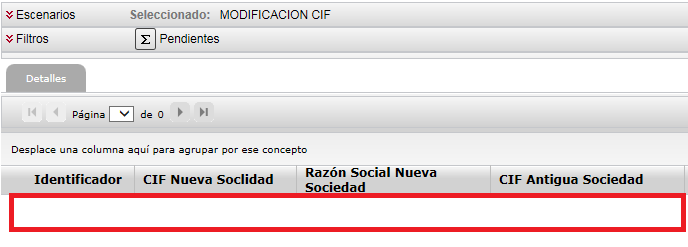 Escenarios Seleccionado: MODIFICACION CIF
Filtros Σ Pendientes
Detalles
Página de 0
Desplace una columna aquí para agrupar por ese concepto
Identificador CIF Nueva Soclidad Razón Social Nueva Sociedad CIF Antigua Sociedad